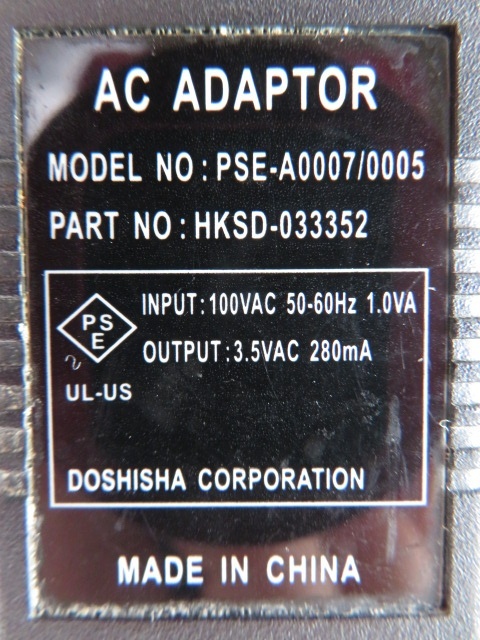 AC ADAPTOR
MODEL NO : PSE-A0007/0005
PART NO : HKSD-033352
PS
E
INPUT : 100VAC 50-60Hz 1.0VA
OUTPUT : 3.5VAC 280mA
UL-US
DOSHISHA CORPORATION
MADE IN CHINA